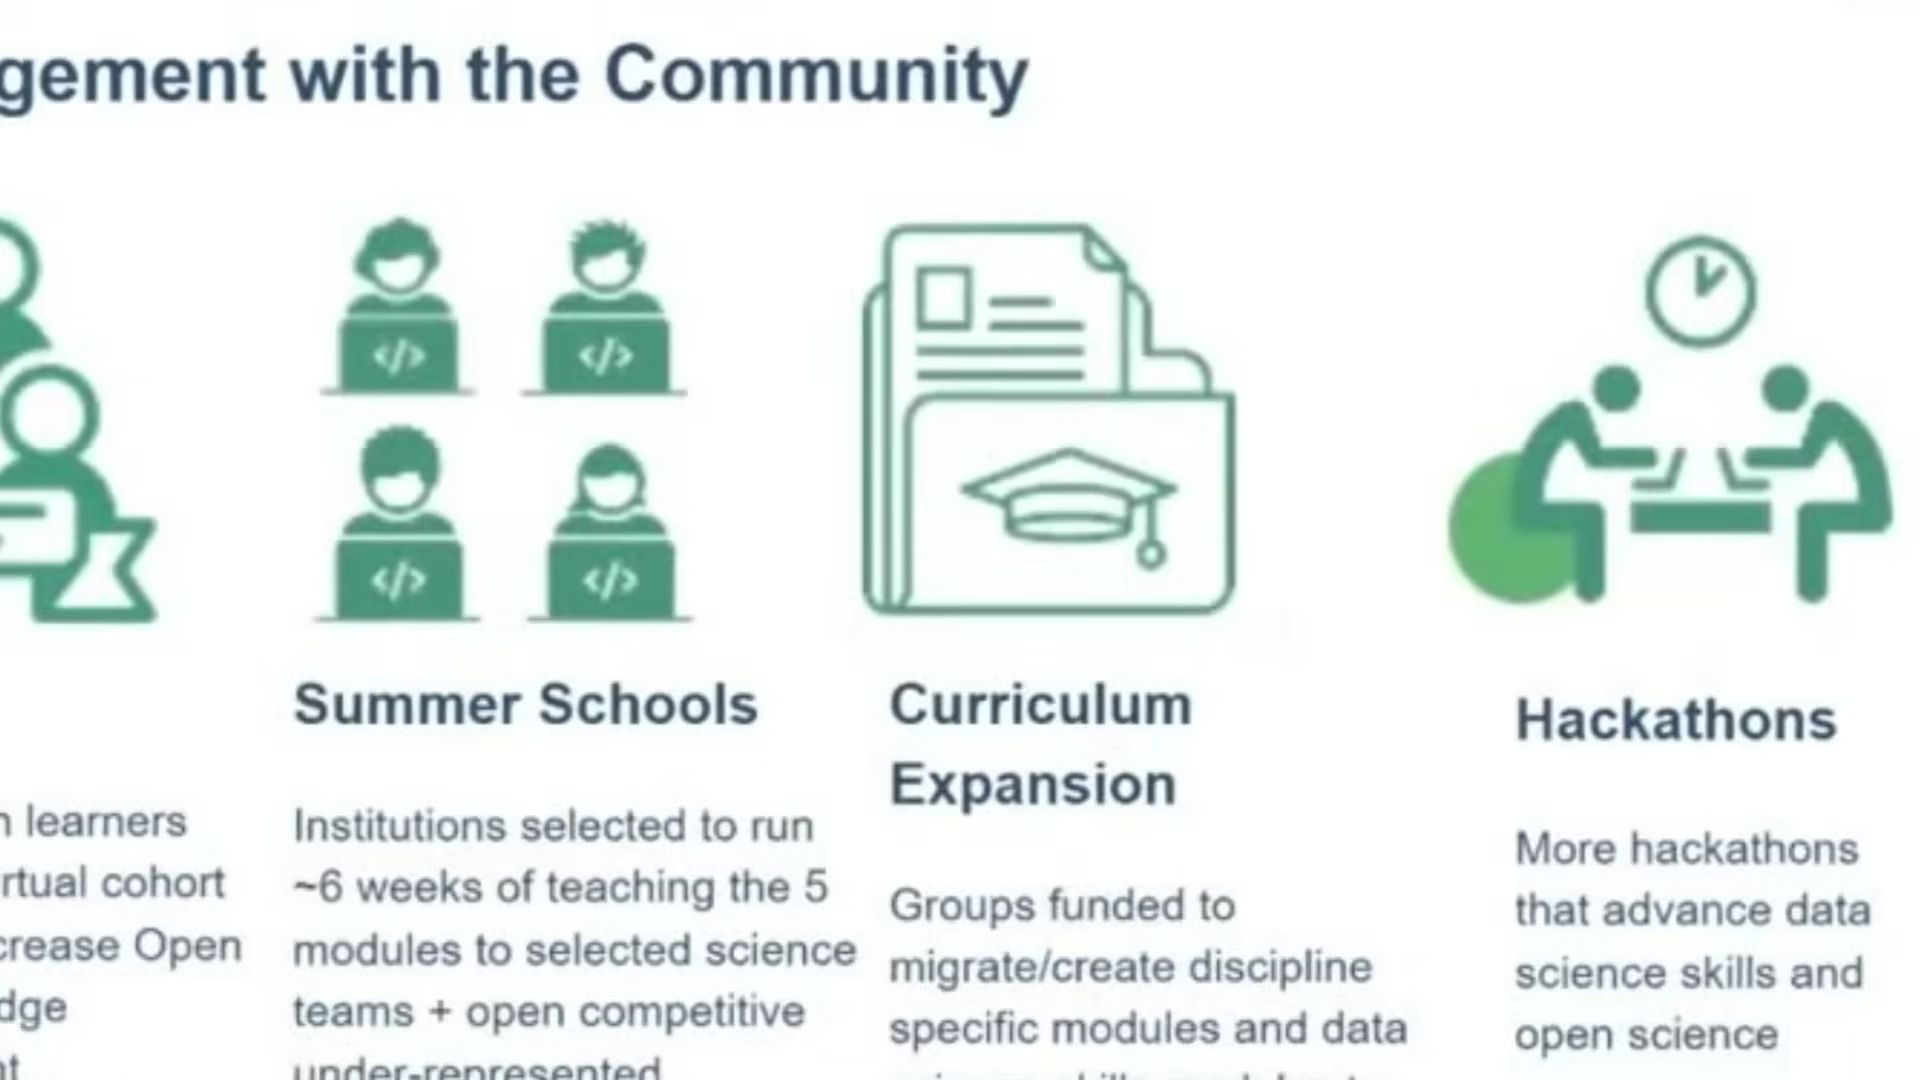 gement with the Community
learners
rtual cohort
crease Open
dge
Summer Schools
Institutions selected to run
~6 weeks of teaching the 5
modules to selected science
teams + open competitive
under-represented
Curriculum
Expansion
Groups funded to
migrate/create discipline
specific modules and data
Hackathons
More hackathons
that advance data
science skills and
open science